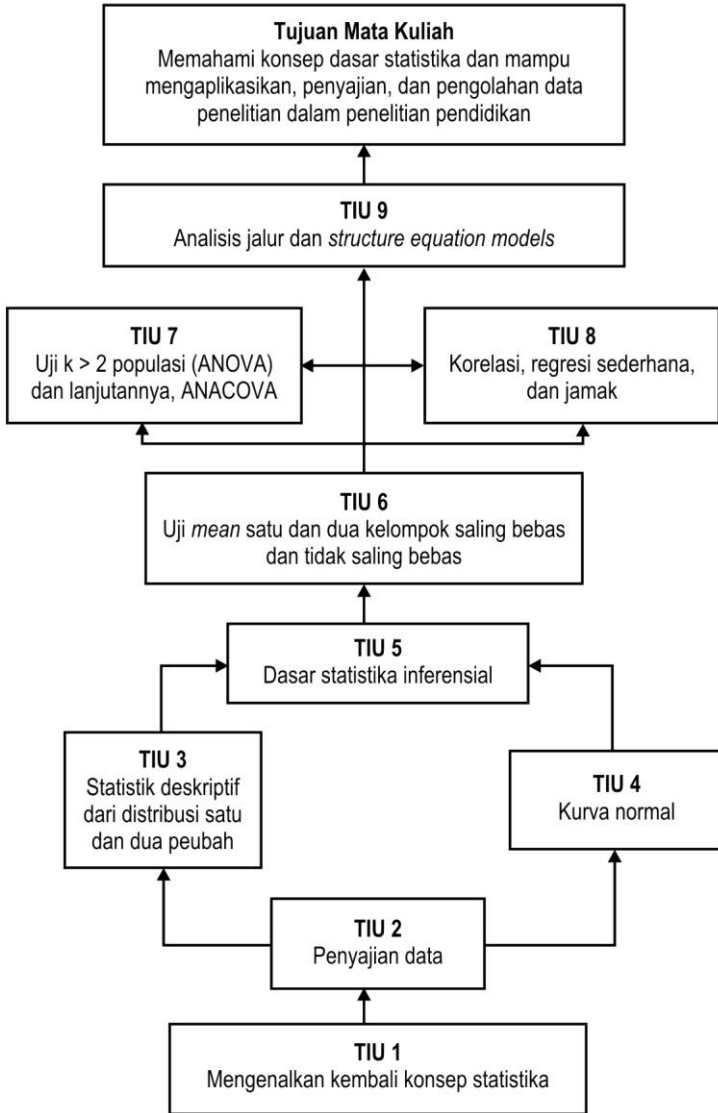 Tujuan Mata Kuliah
Memahami konsep dasar statistika dan mampu
mengaplikasikan, penyajian, dan pengolahan data
penelitian dalam penelitian pendidikan
TIU 9
Analisis jalur dan structure equation models
TIU 7
Uji k > 2 populasi (ANOVA)
dan lanjutannya, ANACOVA
TIU 8
Korelasi, regresi sederhana,
dan jamak
TIU 6
Uji mean satu dan dua kelompok saling bebas
dan tidak saling bebas
TIU 5
Dasar statistika inferensial
TIU 3
Statistik deskriptif
dari distribusi satu
dan dua peubah
TIU 4
Kurva normal
TIU 2
Penyajian data
TIU 1
Mengenalkan kembali konsep statistika